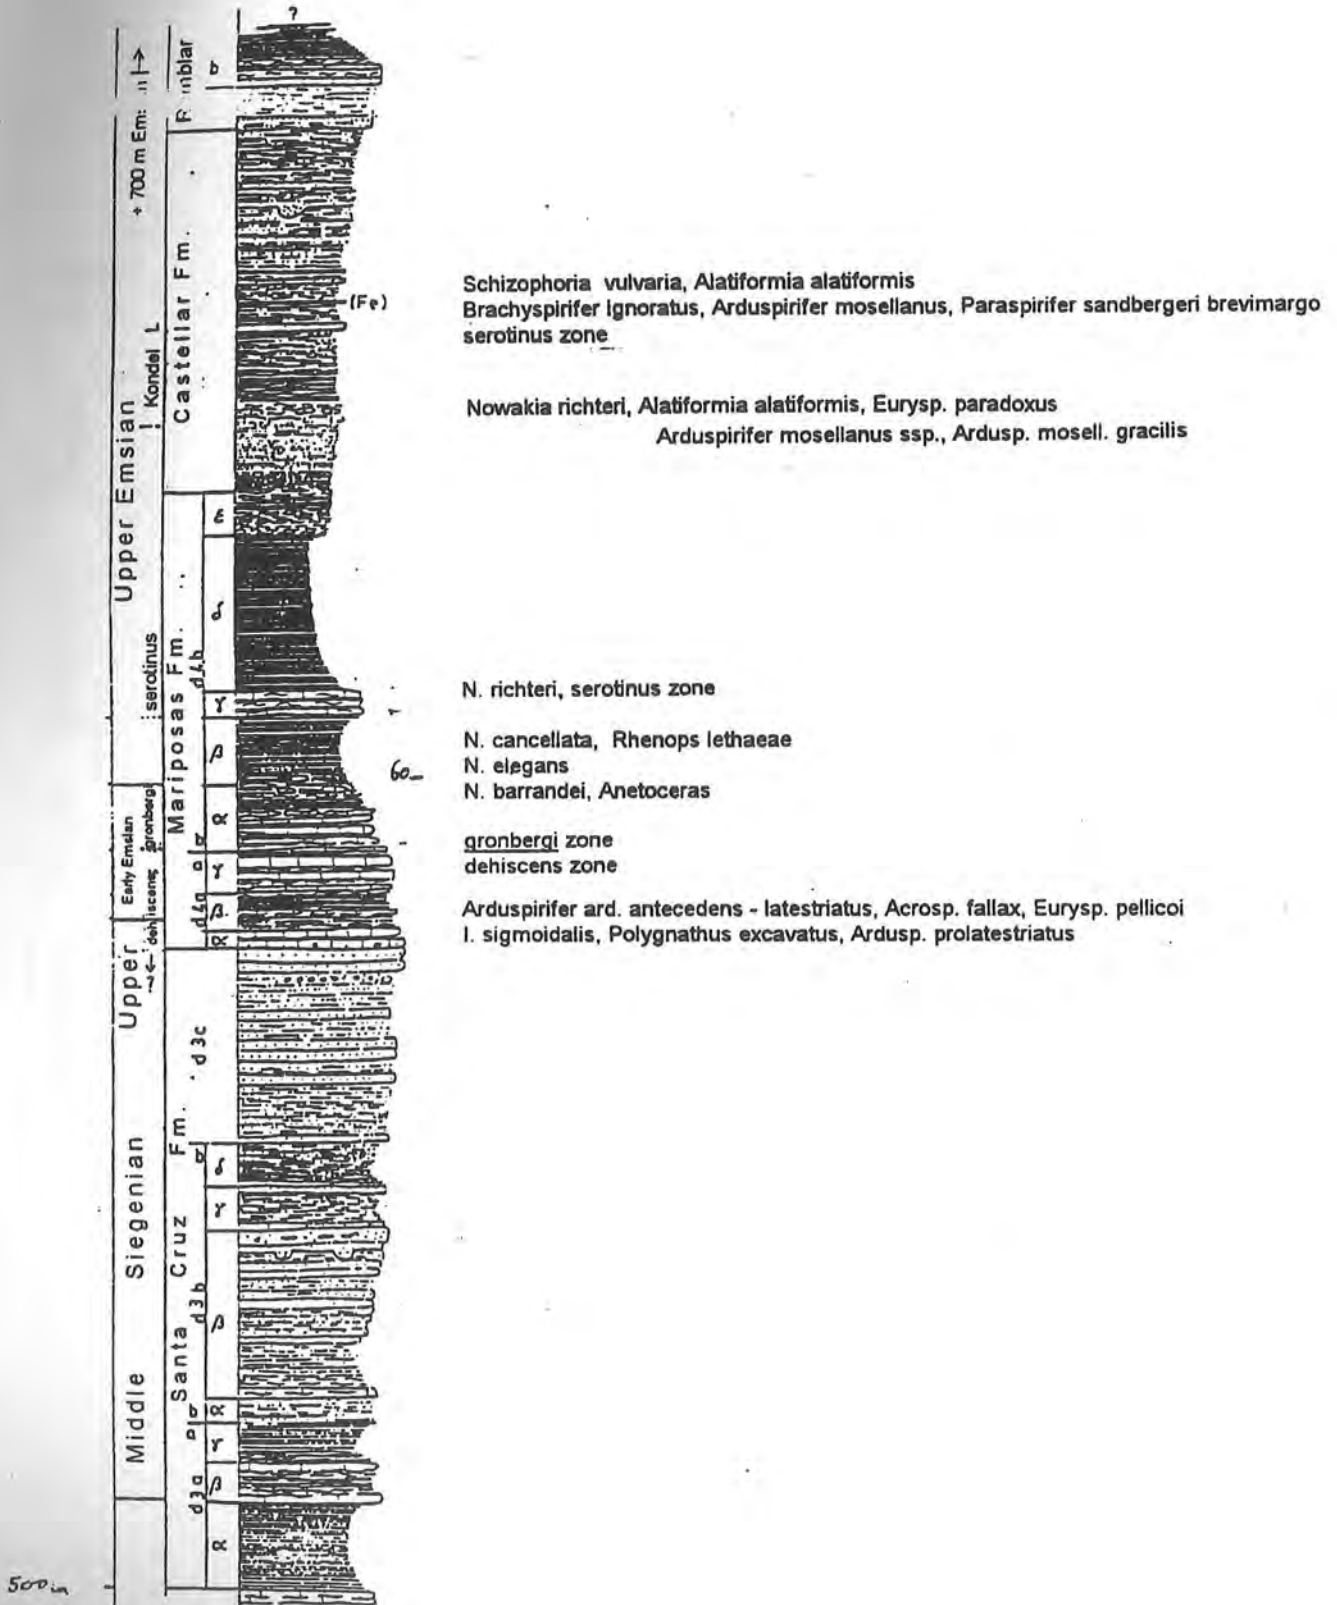 ?
b
+ 700 m
Castellar Fm.
(Fe)
Schizophoria vulvaria, Alatiformia alatiformis
Brachyspirifer ignoratus, Arduspirifer mosellanus, Paraspirifer sandbergeri brevimargo
serotinus zone
Kondel L
Upper Emsian
Nowakia richteri, Alatiformia alatiformis, Eurysp. paradoxus
Arduspirifer mosellanus ssp., Ardusp. mosell. gracilis
ε
δ
Mariposas Fm.
d4b
serotinus
γ
N. richteri, serotinus zone
β
N. cancellata, Rhenops lethaeae
60
N. elegans
N. barrandei, Anetoceras
Early Emsian
gronbergi
α
gronbergi zone
dehiscens
γ
dehiscens zone
d4a
β
Arduspirifer ard. antecedens - latestriatus, Acrosp. fallax, Eurysp. pellicoi
α
I. sigmoidalis, Polygnathus excavatus, Ardusp. prolatestriatus
Upper
d3c
Siegenian
Santa Cruz Fm.
δ
γ
d3b
β
α
Middle
γ
d3a
β
α
500 m